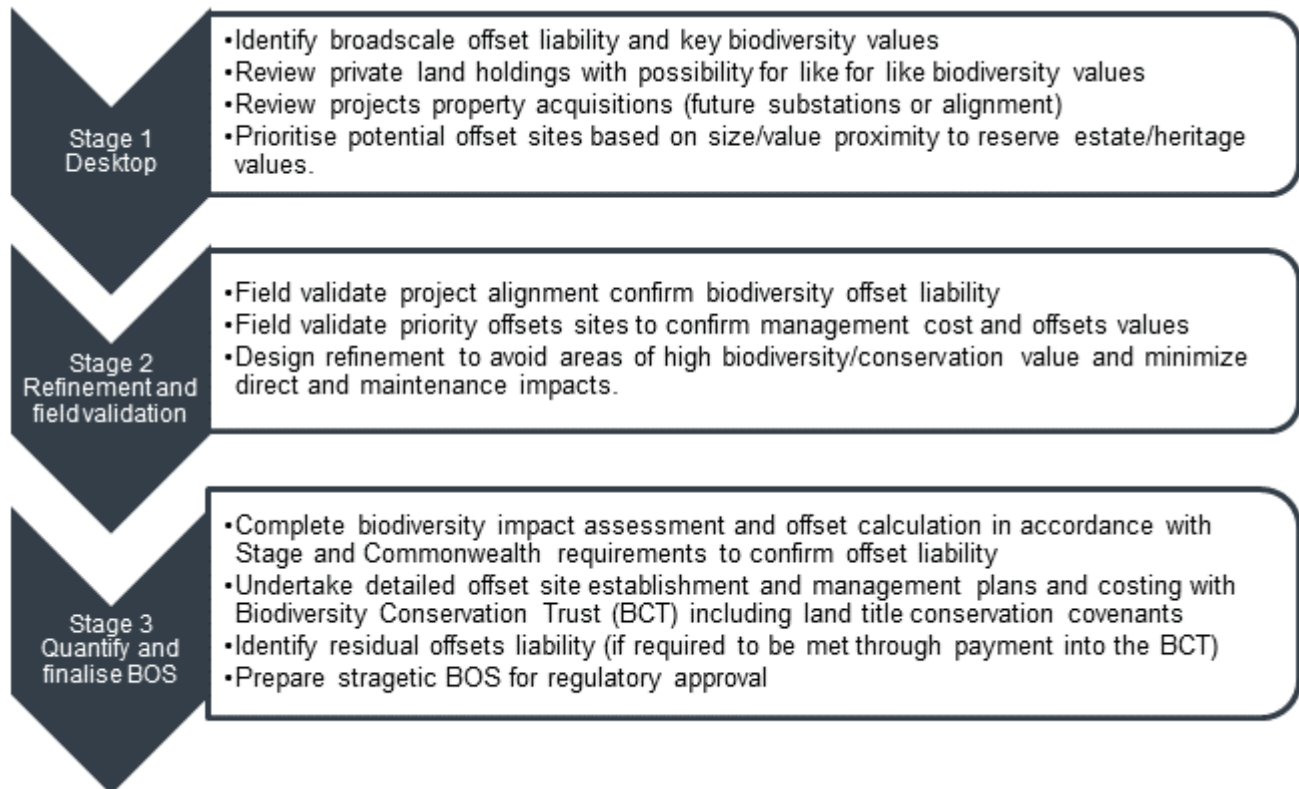 Stage 1
Desktop
•Identify broadscale offset liability and key biodiversity values
•Review private land holdings with possibility for like for like biodiversity values
•Review projects property acquisitions (future substations or alignment)
•Prioritise potential offset sites based on size/value proximity to reserve estate/heritage
values.
Stage 2
Refinement and
field validation
•Field validate project alignment confirm biodiversity offset liability
•Field validate priority offsets sites to confirm management cost and offsets values
•Design refinement to avoid areas of high biodiversity/conservation value and minimize
direct and maintenance impacts.
Stage 3
Quantify and
finalise BOS
•Complete biodiversity impact assessment and offset calculation in accordance with
Stage and Commonwealth requirements to confirm offset liability
•Undertake detailed offset site establishment and management plans and costing with
Biodiversity Conservation Trust (BCT) including land title conservation covenants
•Identify residual offsets liability (if required to be met through payment into the BCT)
•Prepare stragetic BOS for regulatory approval